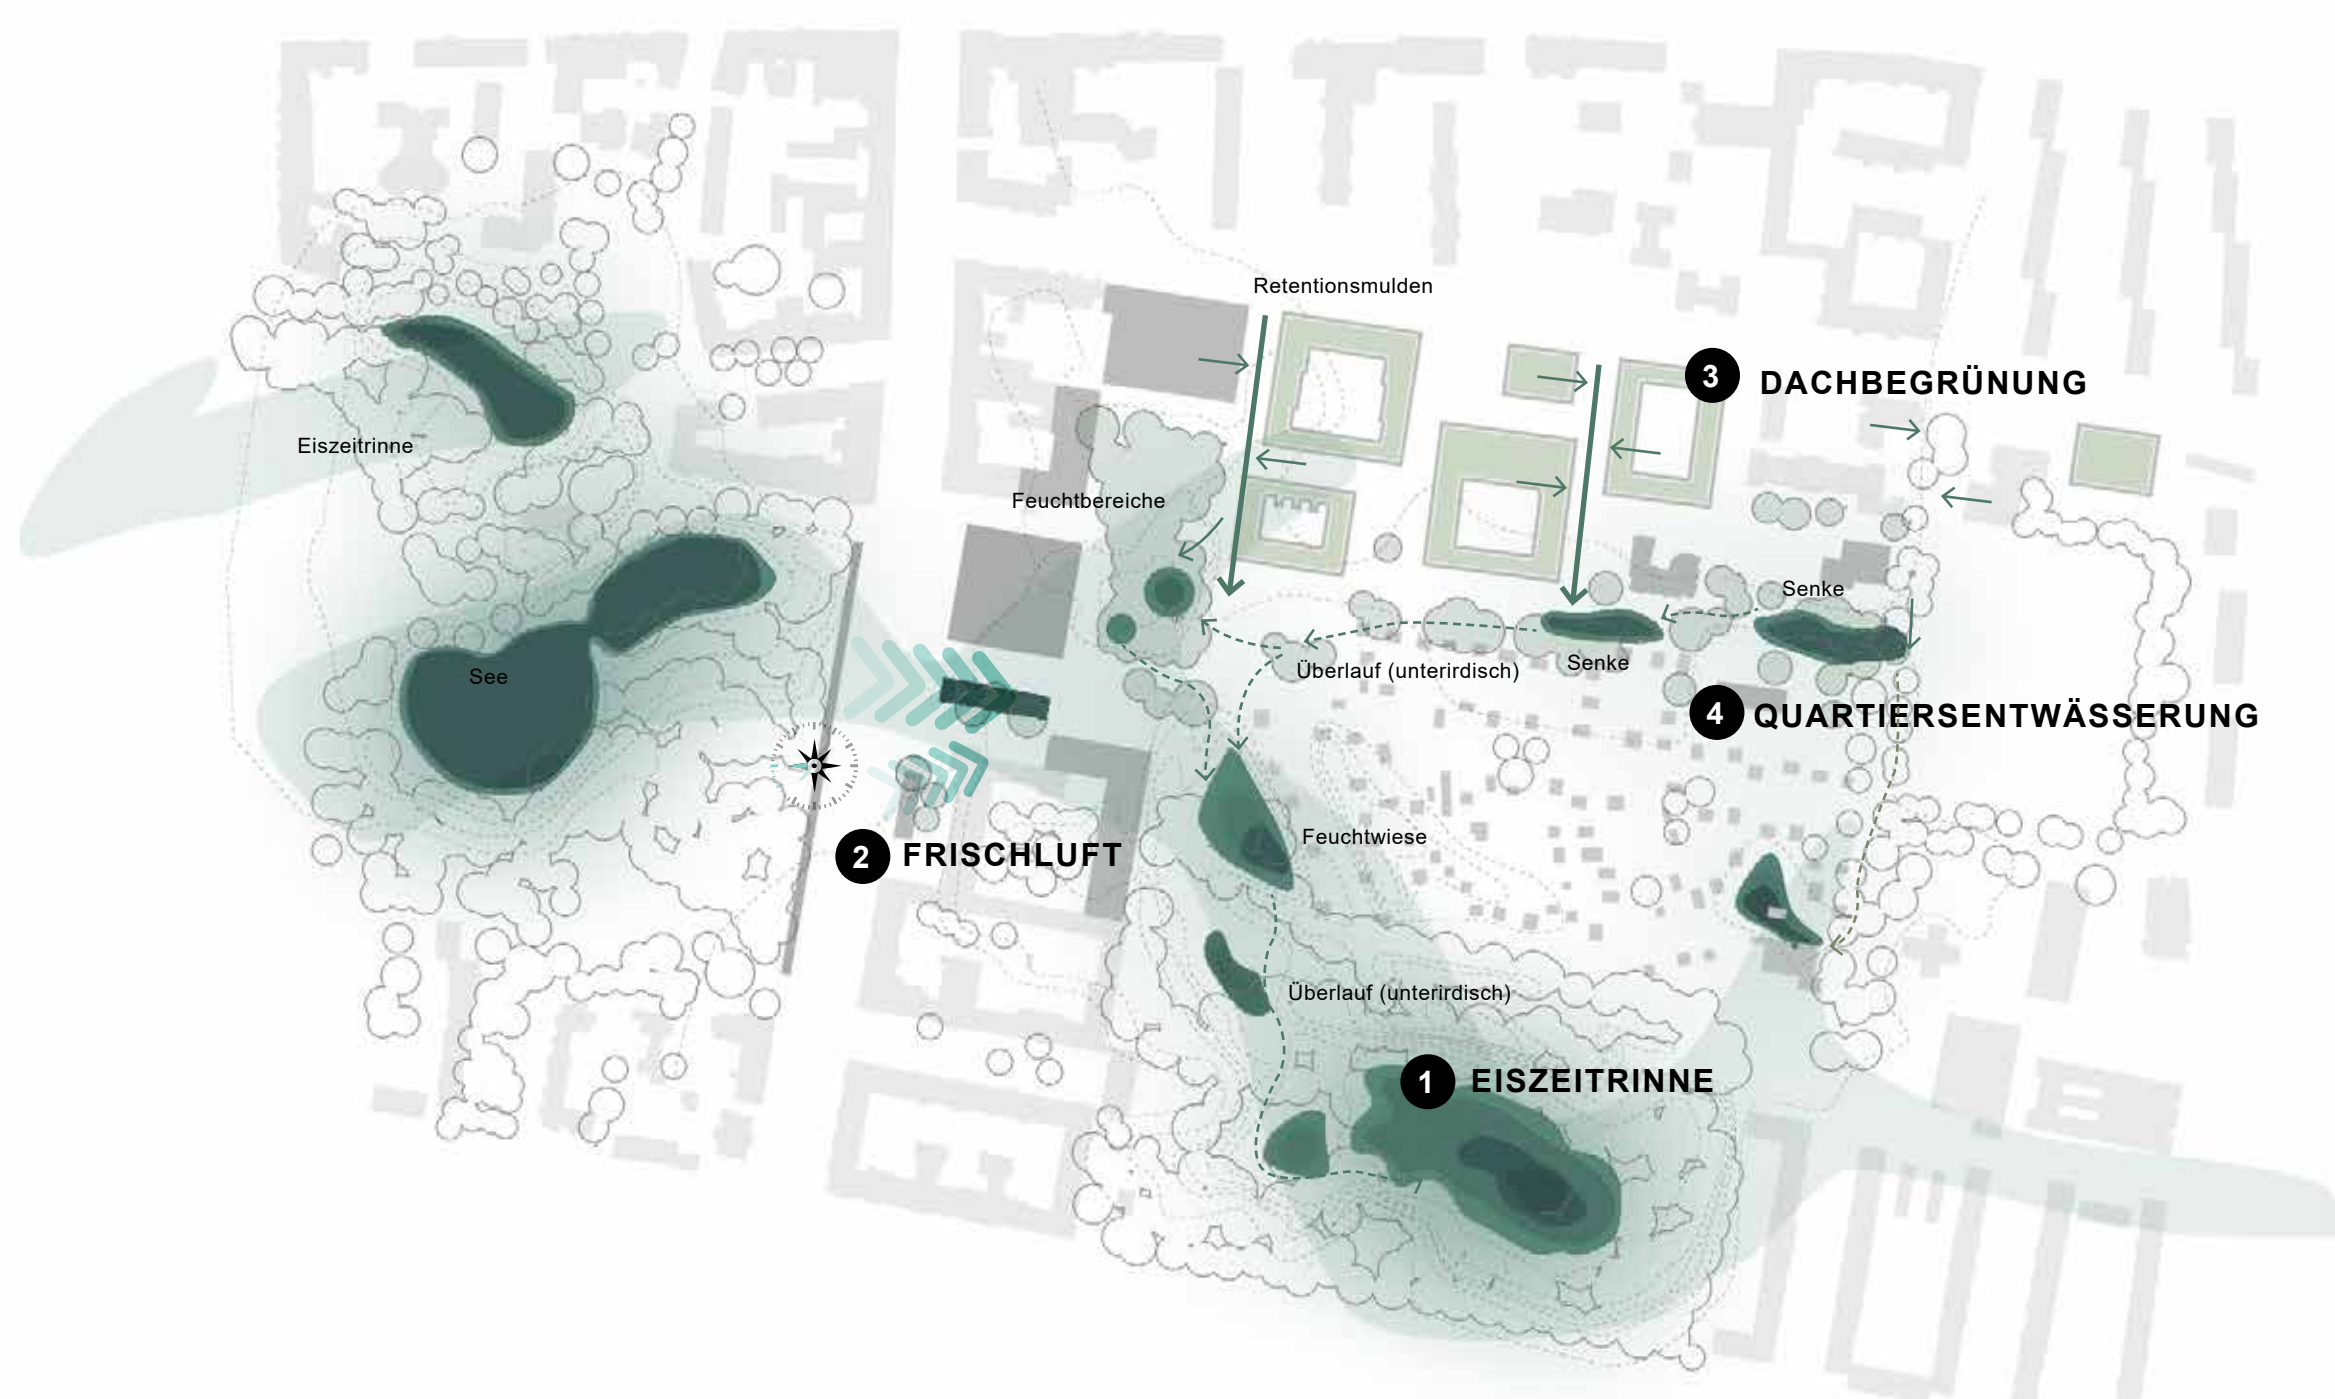 Retentionsmulden
3 DACHBEGRÜNUNG
Eiszeitrinne
Feuchtbereiche
Senke
See
Überlauf (unterirdisch)
Senke
4 QUARTIERSENTWÄSSERUNG
Feuchtwiese
2 FRISCHLUFT
Überlauf (unterirdisch)
1 EISZEITRINNE